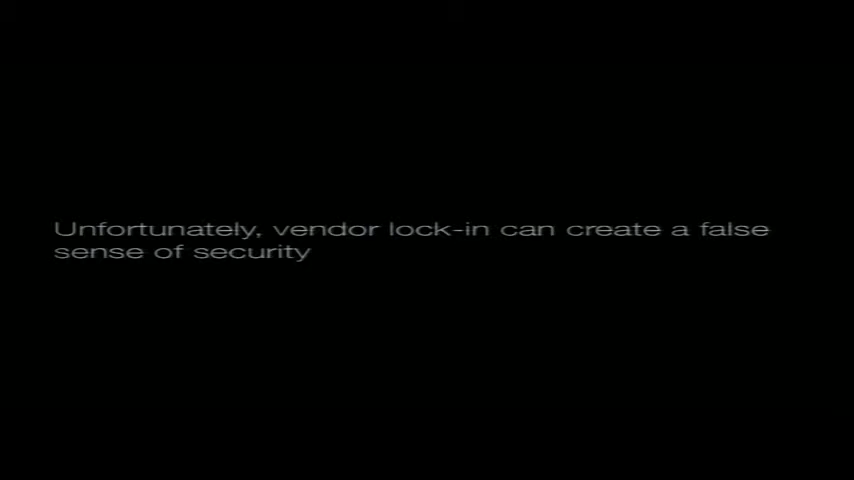 Unfortunately, vendor lock-in can create a false
sense of security